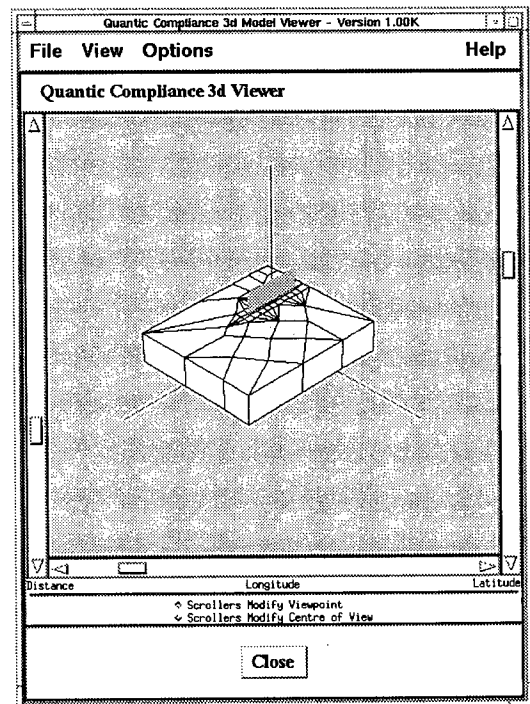 Quantic Compliance 3d Model Viewer - Version 1.00K
File View Options Help
Quantic Compliance 3d Viewer
Distance Longitude Latitude
Scrollers Modify Viewpoint
Scrollers Modify Centre of View
Close